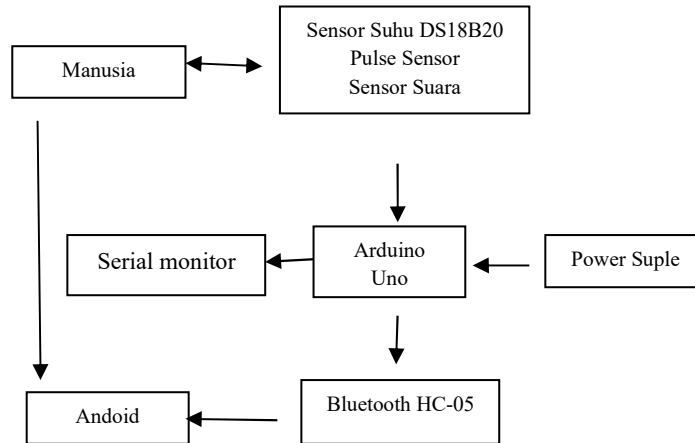 Sensor Suhu DS18B20
Pulse Sensor
Sensor Suara
Manusia
Serial monitor
Arduino
Uno
Power Suple
Andoid
Bluetooth HC-05